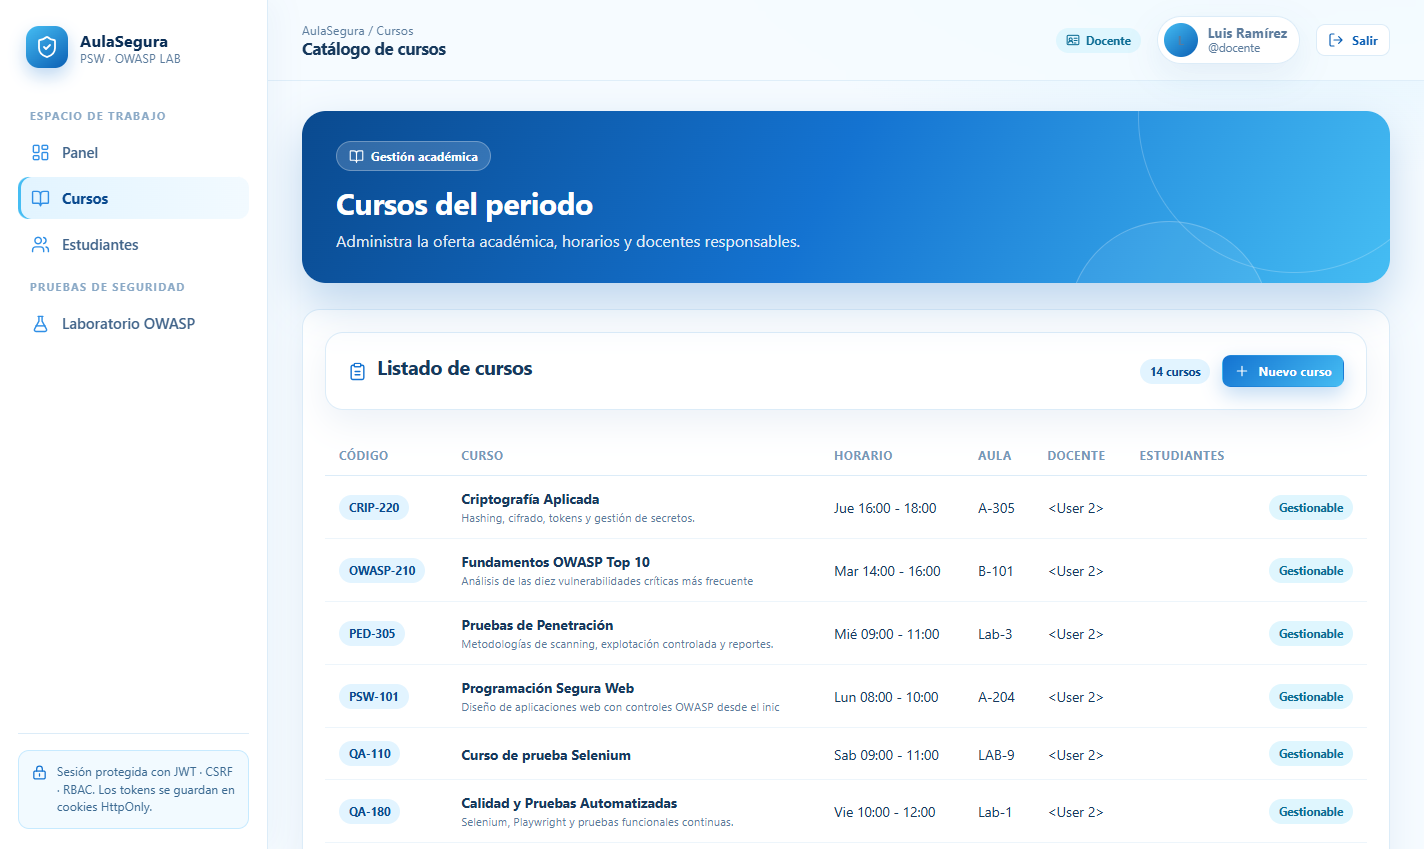 AulaSegura
PSW · OWASP LAB
ESPACIO DE TRABAJO
Panel
Cursos
Estudiantes
PRUEBAS DE SEGURIDAD
Laboratorio OWASP
Sesión protegida con JWT · CSRF
· RBAC. Los tokens se guardan en
cookies HttpOnly.
AulaSegura / Cursos
Catálogo de cursos
Docente
Luis Ramírez
@docente
Salir
Gestión académica
Cursos del periodo
Administra la oferta académica, horarios y docentes responsables.
Listado de cursos
14 cursos
+ Nuevo curso
CÓDIGO CURSO HORARIO AULA DOCENTE ESTUDIANTES
CRIP-220 Criptografía Aplicada Jue 16:00 - 18:00 A-305 <User 2> Gestionable
Hashing, cifrado, tokens y gestión de secretos.
OWASP-210 Fundamentos OWASP Top 10 Mar 14:00 - 16:00 B-101 <User 2> Gestionable
Análisis de las diez vulnerabilidades críticas más frecuente
PED-305 Pruebas de Penetración Mié 09:00 - 11:00 Lab-3 <User 2> Gestionable
Metodologías de scanning, explotación controlada y reportes.
PSW-101 Programación Segura Web Lun 08:00 - 10:00 A-204 <User 2> Gestionable
Diseño de aplicaciones web con controles OWASP desde el inic
QA-110 Curso de prueba Selenium Sab 09:00 - 11:00 LAB-9 <User 2> Gestionable
QA-180 Calidad y Pruebas Automatizadas Vie 10:00 - 12:00 Lab-1 <User 2> Gestionable
Selenium, Playwright y pruebas funcionales continuas.